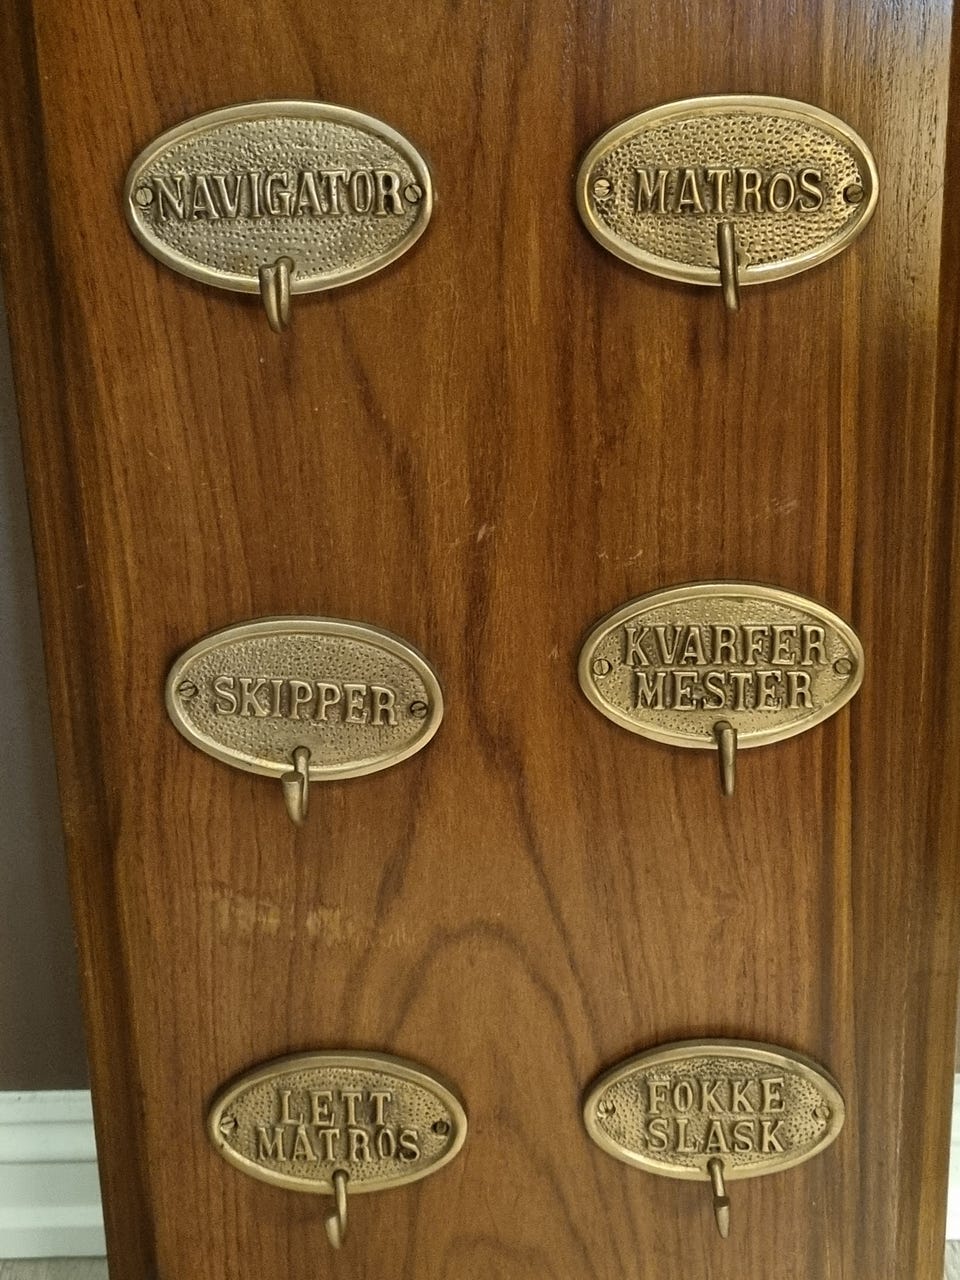 NAVIGATOR
MATROS
SKIPPER
KVARFER
MESTER
LETT
MATROS
FOKKE
SLASK